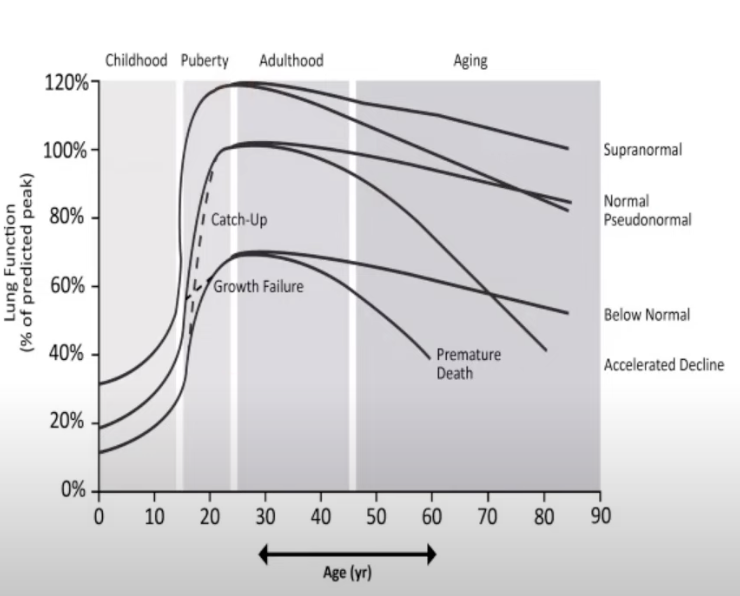 Childhood Puberty Adulthood Aging
120%
100%
80%
60%
40%
20%
0%
Lung Function
(% of predicted peak)
Catch-Up
Growth Failure
Premature
Death
Supranormal
Normal
Pseudonormal
Below Normal
Accelerated Decline
0 10 20 30 40 50 60 70 80 90
Age (yr)